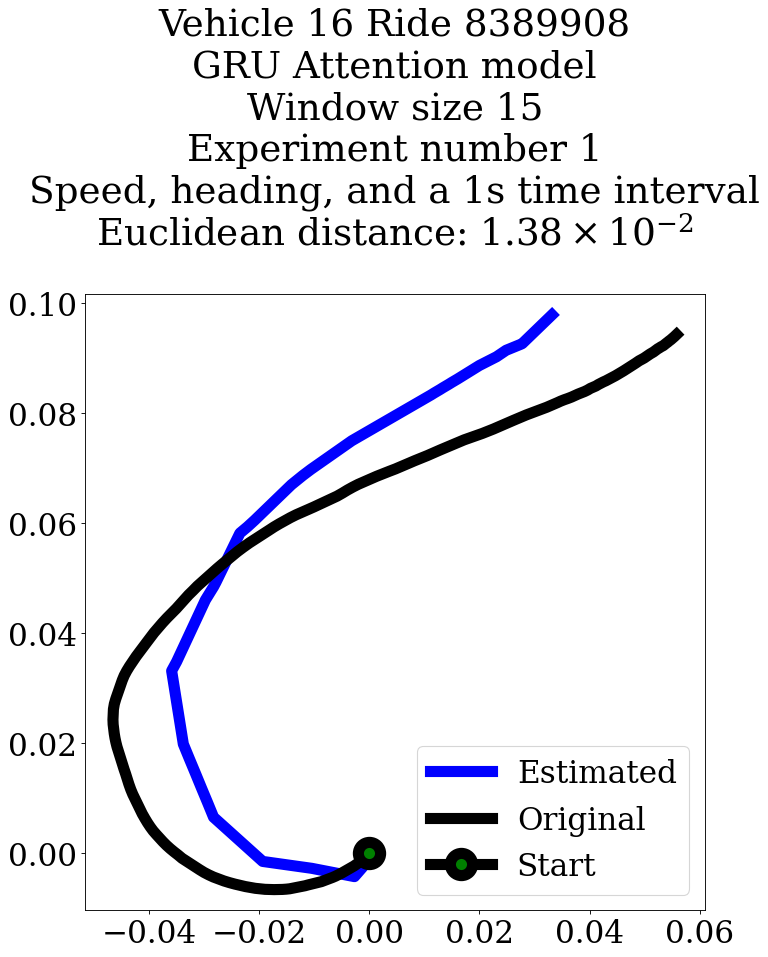 Vehicle 16 Ride 8389908
GRU Attention model
Window size 15
Experiment number 1
Speed, heading, and a 1s time interval
Euclidean distance: 1.38 × 10⁻²
0.10
0.08
0.06
0.04
0.02
0.00
Estimated
Original
Start
−0.04 −0.02 0.00 0.02 0.04 0.06